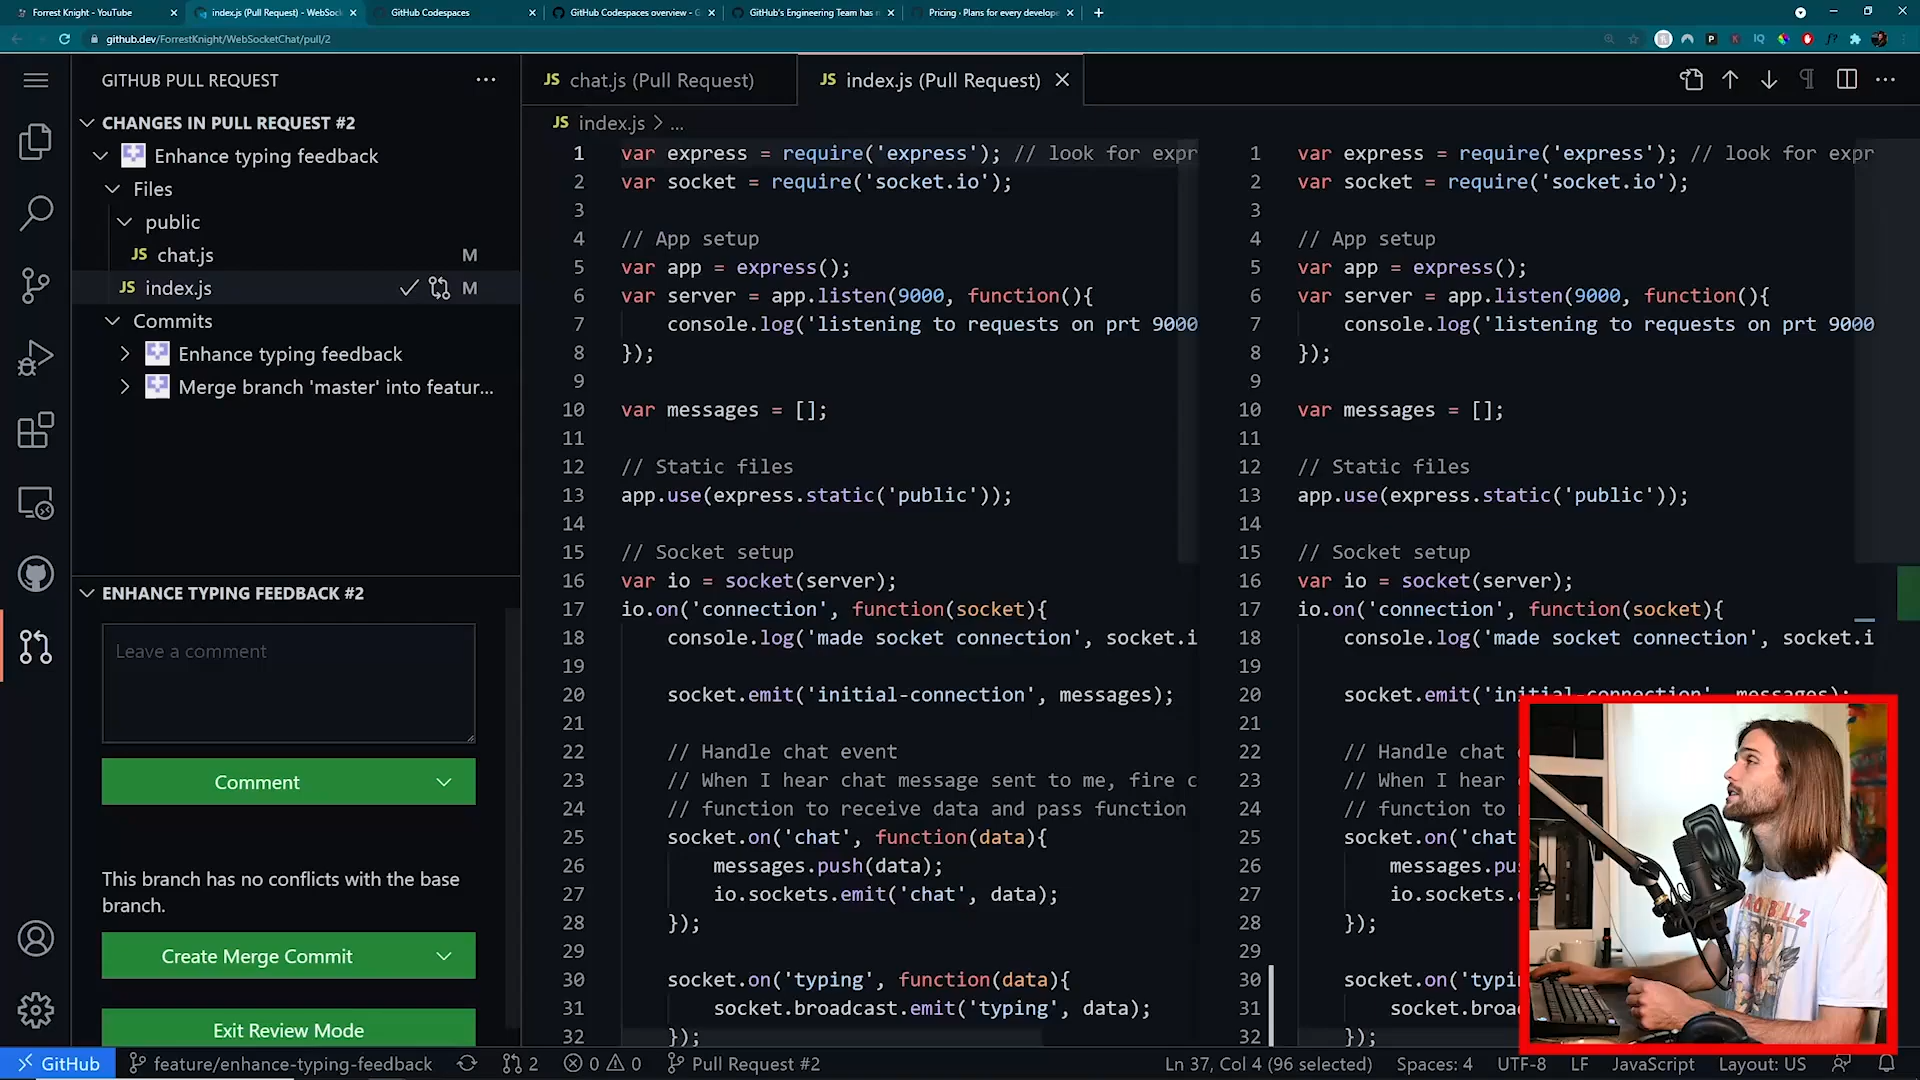 Forrest Knight - YouTube
index.js (Pull Request) - WebSock
GitHub Codespaces
GitHub Codespaces overview - G
GitHub's Engineering Team has m
Pricing · Plans for every develope
github.dev/ForrestKnight/WebSocketChat/pull/2
GITHUB PULL REQUEST
CHANGES IN PULL REQUEST #2
Enhance typing feedback
Files
public
JS chat.js M
JS index.js M
Commits
Enhance typing feedback
Merge branch 'master' into featur...
ENHANCE TYPING FEEDBACK #2
Leave a comment
Comment
This branch has no conflicts with the base
branch.
Create Merge Commit
Exit Review Mode
JS chat.js (Pull Request)
JS index.js (Pull Request)
JS index.js > ...
1 var express = require('express'); // look for expr
2 var socket = require('socket.io');
3
4 // App setup
5 var app = express();
6 var server = app.listen(9000, function(){
7 console.log('listening to requests on prt 9000
8 });
9
10 var messages = [];
11
12 // Static files
13 app.use(express.static('public'));
14
15 // Socket setup
16 var io = socket(server);
17 io.on('connection', function(socket){
18 console.log('made socket connection', socket.i
19
20 socket.emit('initial-connection', messages);
21
22 // Handle chat event
23 // When I hear chat message sent to me, fire c
24 // function to receive data and pass function
25 socket.on('chat', function(data){
26 messages.push(data);
27 io.sockets.emit('chat', data);
28 });
29
30 socket.on('typing', function(data){
31 socket.broadcast.emit('typing', data);
32 });
1 var express = require('express'); // look for expr
2 var socket = require('socket.io');
3
4 // App setup
5 var app = express();
6 var server = app.listen(9000, function(){
7 console.log('listening to requests on prt 9000
8 });
9
10 var messages = [];
11
12 // Static files
13 app.use(express.static('public'));
14
15 // Socket setup
16 var io = socket(server);
17 io.on('connection', function(socket){
18 console.log('made socket connection', socket.i
19
20 socket.emit('initial-connection', messages);
21
22 // Handle chat
23 // When I hear
24 // function to
25 socket.on('chat
26 messages.pu
27 io.sockets.
28 });
29
30 socket.on('typi
31 socket.broa
32 });
GitHub
feature/enhance-typing-feedback
2
0 0
Pull Request #2
Ln 37, Col 4 (96 selected)
Spaces: 4
UTF-8
LF
JavaScript
Layout: US